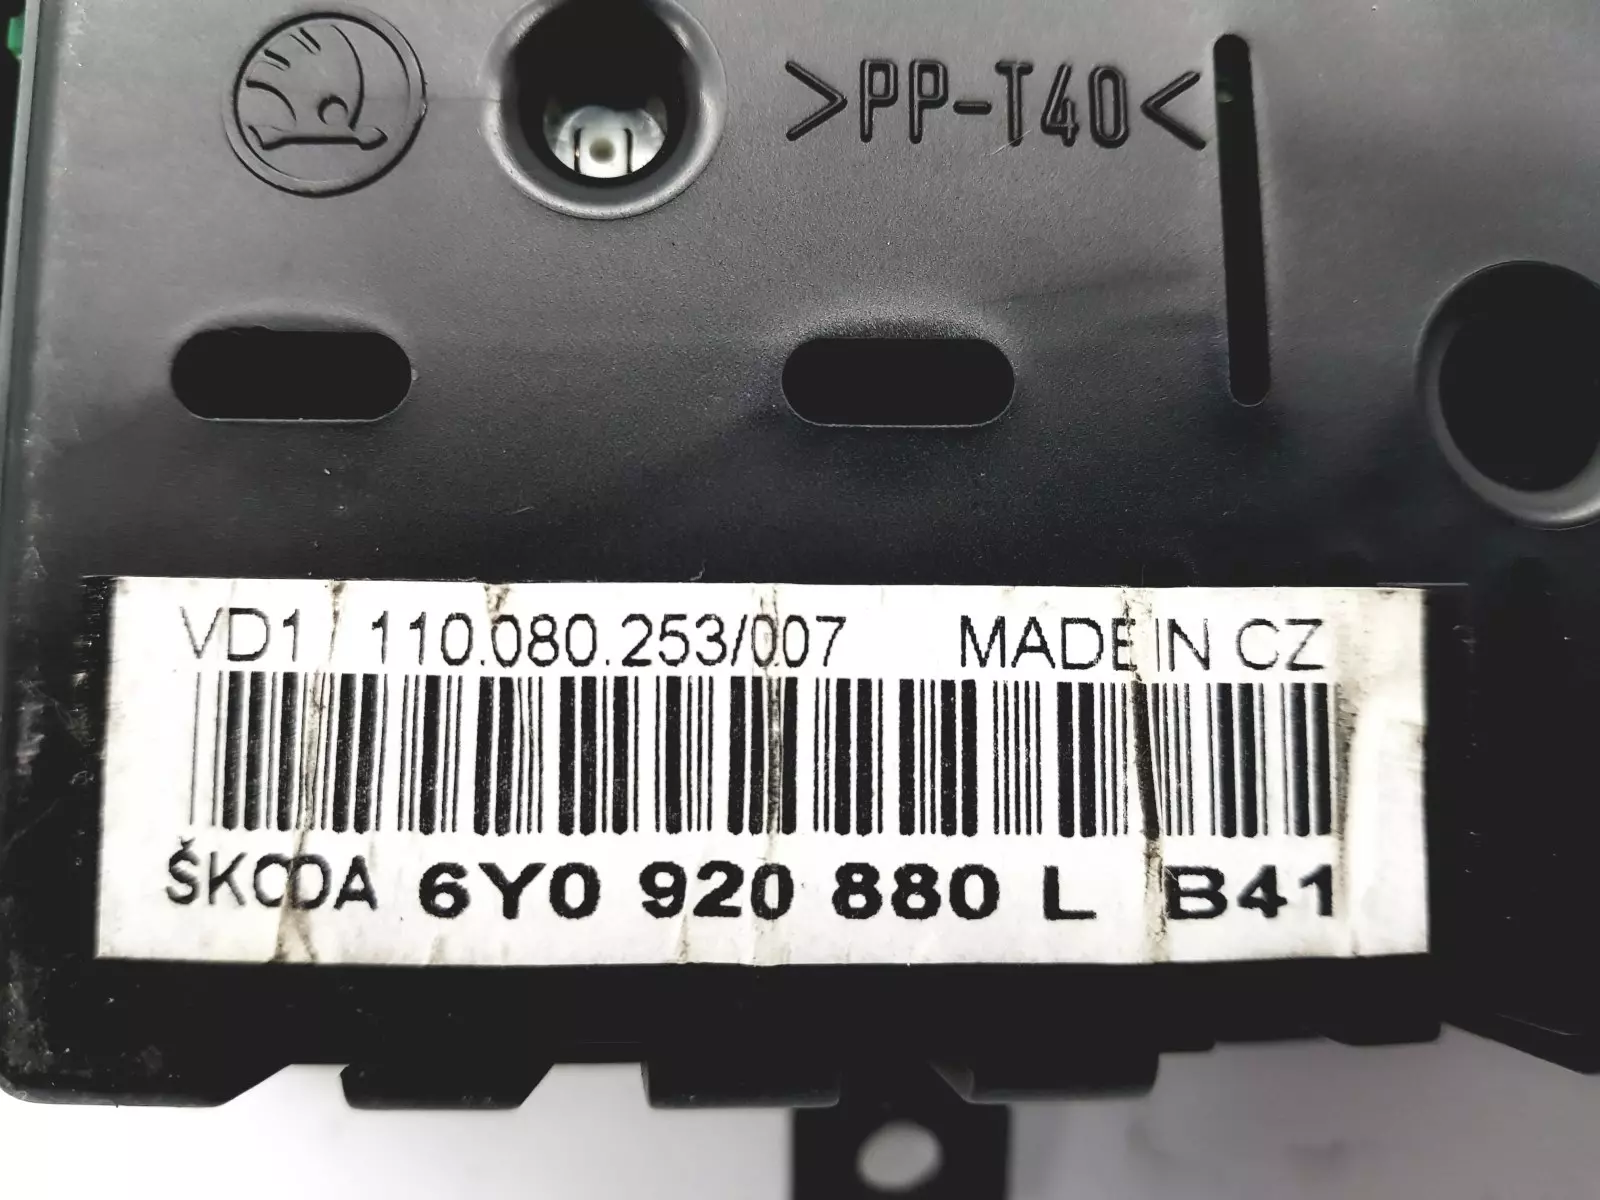 >PP-T40<
VD1 110.080.253/007 MADE IN CZ
ŠKODA 6Y0 920 880 L B41